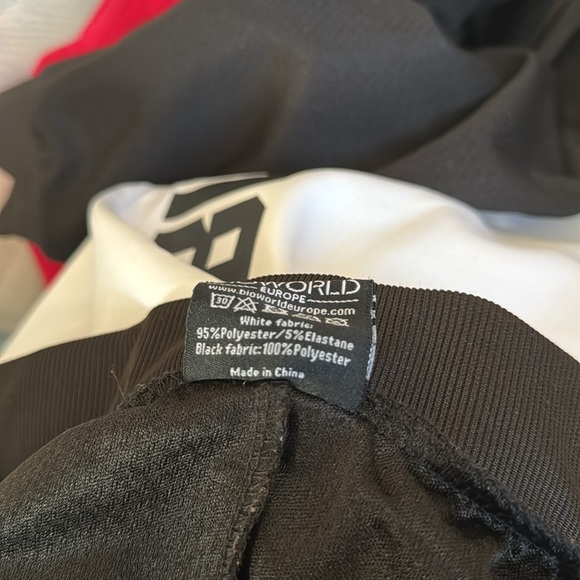 WORLD
EUROPE
www.bioworldeurope.com
30
White fabric:
95%Polyester/5%Elastane
Black fabric:100%Polyester
Made in China